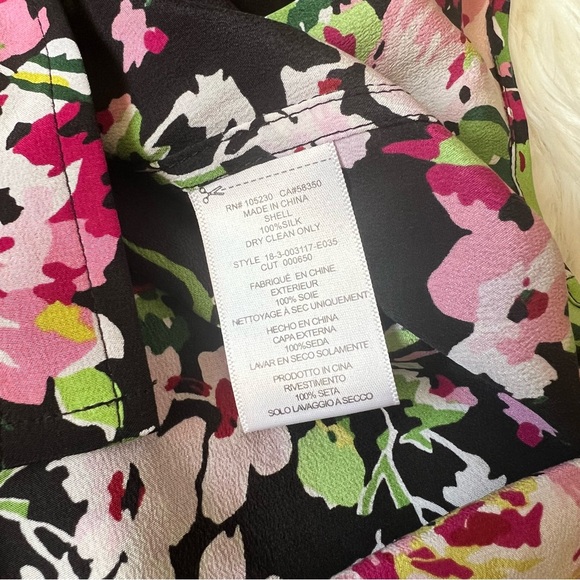 RN# 105230 CA#58350
MADE IN CHINA
SHELL
100%SILK
DRY CLEAN ONLY
STYLE 18-3-003117-E035
CUT 000650
FABRIQUÉ EN CHINE
EXTERIEUR
100% SOIE
NETTOYAGE À SEC UNIQUEMENT
HECHO EN CHINA
CAPA EXTERNA
100%SEDA
LAVAR EN SECO SOLAMENTE
PRODOTTO IN CINA
RIVESTIMENTO
100% SETA
SOLO LAVAGGIO A SECCO